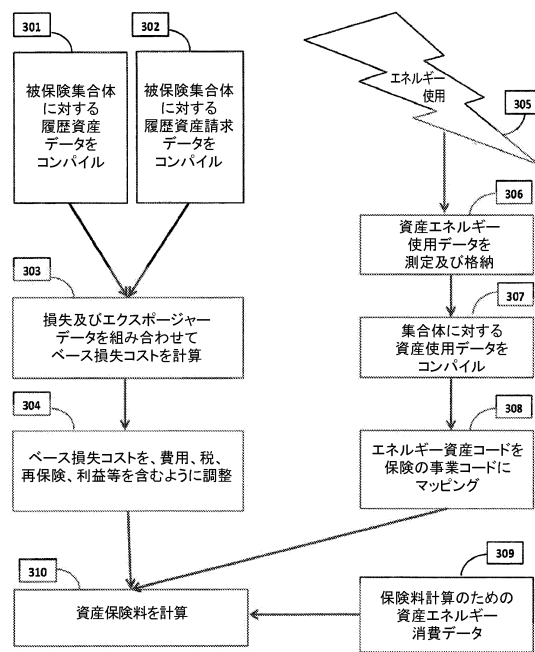 301
302
被保険集合体
に対する
履歴資産
データを
コンパイル
被保険集合体
に対する
履歴資産請求
データを
コンパイル
エネルギー
使用
305
306
資産エネルギー
使用データを
測定及び格納
303
損失及びエクスポージャー
データを組み合わせて
ベース損失コストを計算
307
集合体に対する
資産使用データを
コンパイル
304
ベース損失コストを、費用、税、
再保険、利益等を含むように調整
308
エネルギー資産コードを
保険の事業コードに
マッピング
310
資産保険料を計算
309
保険料計算のための
資産エネルギー
消費データ